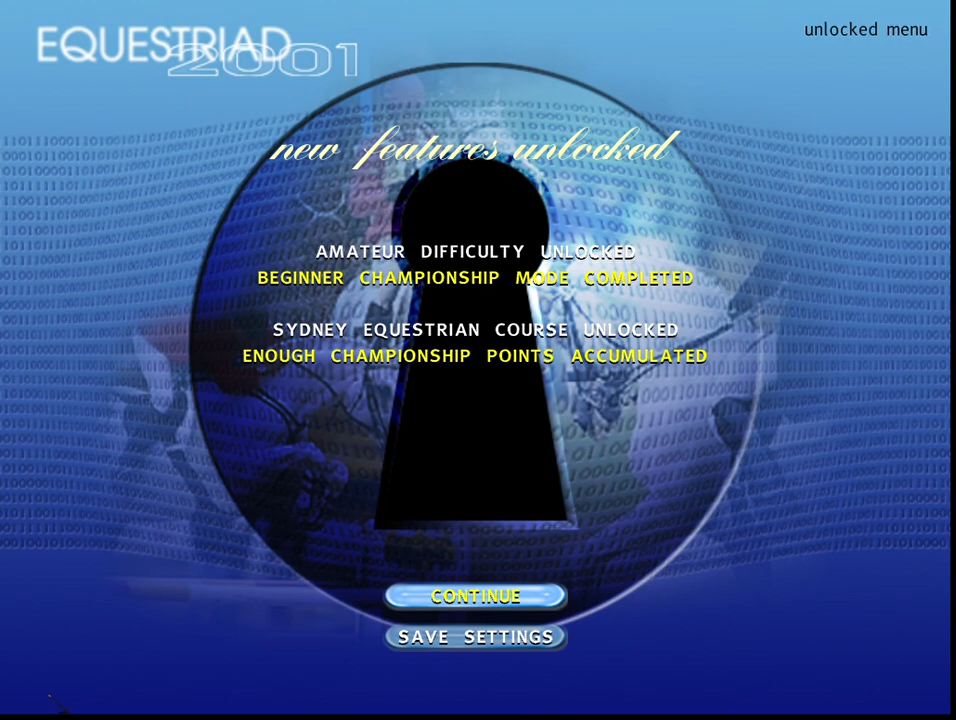 EQUESTRIAD
2001
unlocked menu
new features unlocked
AMATEUR DIFFICULTY UNLOCKED
BEGINNER CHAMPIONSHIP MODE COMPLETED
SYDNEY EQUESTRIAN COURSE UNLOCKED
ENOUGH CHAMPIONSHIP POINTS ACCUMULATED
CONTINUE
SAVE SETTINGS